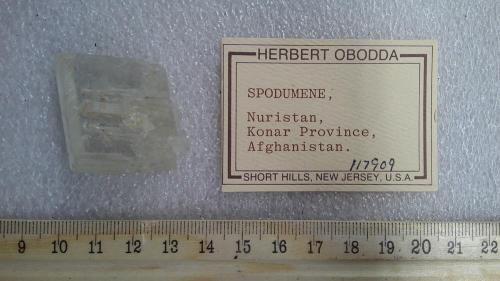 HERBERT OBODDA
SPODUMENE,
Nuristan,
Konar Province,
Afghanistan.
117909
SHORT HILLS, NEW JERSEY, U.S.A.
9 10 11 12 13 14 15 16 17 18 19 20 21 22